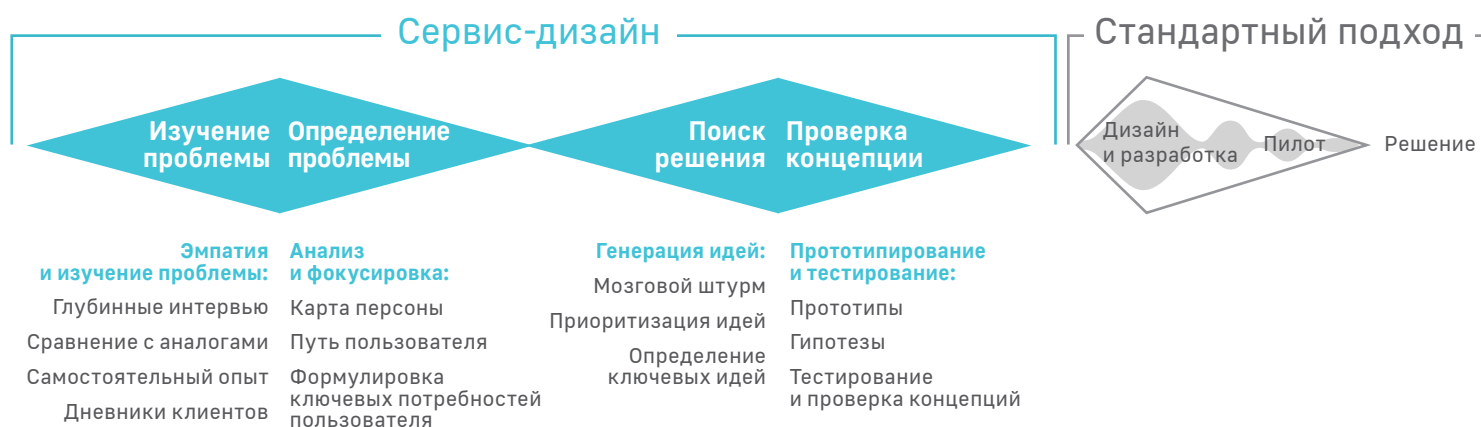 Сервис-дизайн
Стандартный подход
Изучение
проблемы
Определение
проблемы
Поиск
решения
Проверка
концепции
Дизайн
и разработка
Пилот
Решение
Эмпатия
и изучение проблемы:
Глубинные интервью
Сравнение с аналогами
Самостоятельный опыт
Дневники клиентов
Анализ
и фокусировка:
Карта персоны
Путь пользователя
Формулировка
ключевых потребностей
пользователя
Генерация идей:
Мозговой штурм
Приоритизация идей
Определение
ключевых идей
Прототипирование
и тестирование:
Прототипы
Гипотезы
Тестирование
и проверка концепций